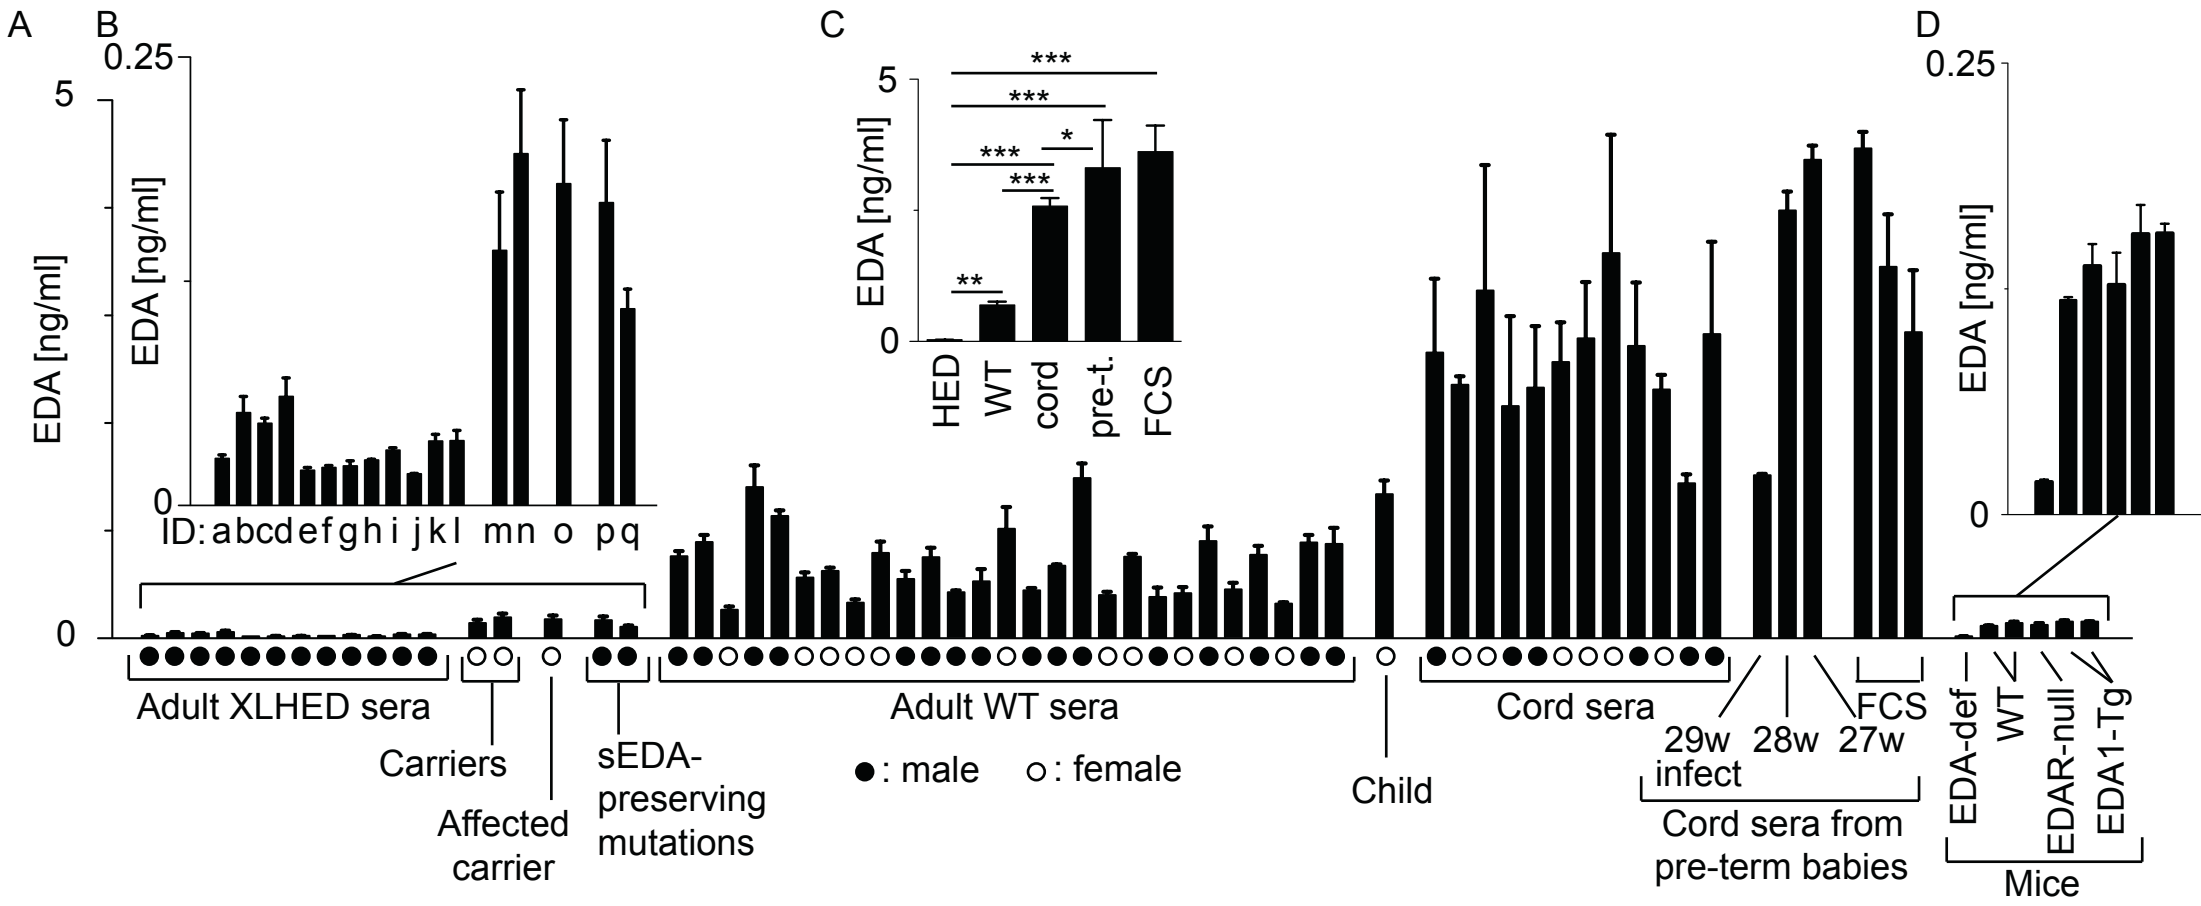 A
B
C
D
0.25
5
EDA [ng/ml]
EDA [ng/ml]
0
ID: a b c d e f g h i j k l m n o p q
0
5
EDA [ng/ml]
0
***
***
***
*
***
**
HED
WT
cord
pre-t.
FCS
0.25
EDA [ng/ml]
0
Adult XLHED sera
Carriers
Affected
carrier
sEDA-
preserving
mutations
Adult WT sera
: male
: female
Child
Cord sera
29w
infect
28w
27w
FCS
Cord sera from
pre-term babies
EDA-def
WT
EDAR-null
EDA1-Tg
Mice